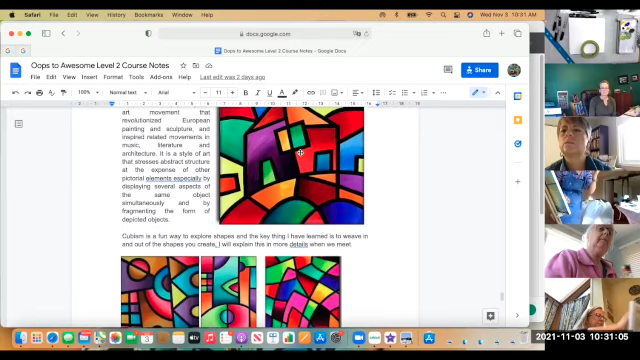 Safari File Edit View History Bookmarks Window Help
Wed Nov 3 10:31 AM
docs.google.com
Oops to Awesome Level 2 Course Notes - Google Docs
Oops to Awesome Level 2 Course Notes
File Edit View Insert Format Tools Add-ons Help Last edit was 2 days ago
Share
100% Normal text Arial 11
art movement that
revolutionized European
painting and sculpture, and
inspired related movements in
music, literature and
architecture. It is a style of art
that stresses abstract structure
at the expense of other
pictorial elements especially by
displaying several aspects of
the same object
simultaneously and by
fragmenting the form of
depicted objects.
Cubism is a fun way to explore shapes and the key thing I have learned is to weave in
and out of the shapes you create, I will explain this in more details when we meet.
2021-11-03 10:31:05